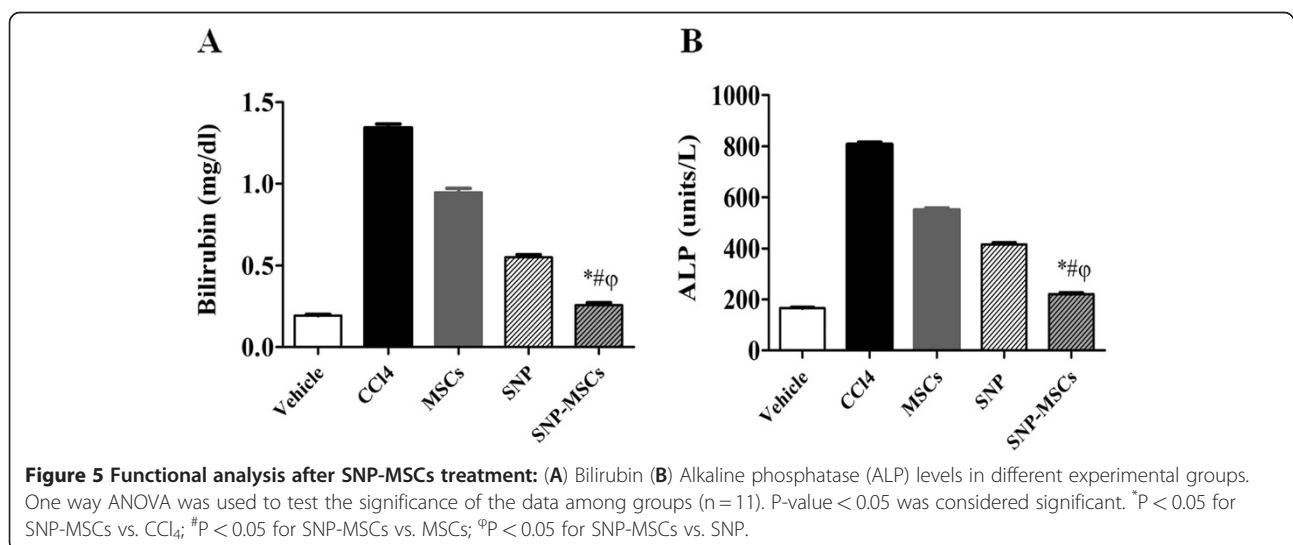 A
Bilirubin (mg/dl)
1.5
1.0
0.5
0.0
*#φ
Vehicle
CCl4
MSCs
SNP
SNP-MSCs
B
ALP (units/L)
1000
800
600
400
200
0
*#φ
Vehicle
CCl4
MSCs
SNP
SNP-MSCs
Figure 5 Functional analysis after SNP-MSCs treatment: (A) Bilirubin (B) Alkaline phosphatase (ALP) levels in different experimental groups.
One way ANOVA was used to test the significance of the data among groups (n = 11). P-value < 0.05 was considered significant. *P < 0.05 for
SNP-MSCs vs. CCl₄; #P < 0.05 for SNP-MSCs vs. MSCs; φP < 0.05 for SNP-MSCs vs. SNP.